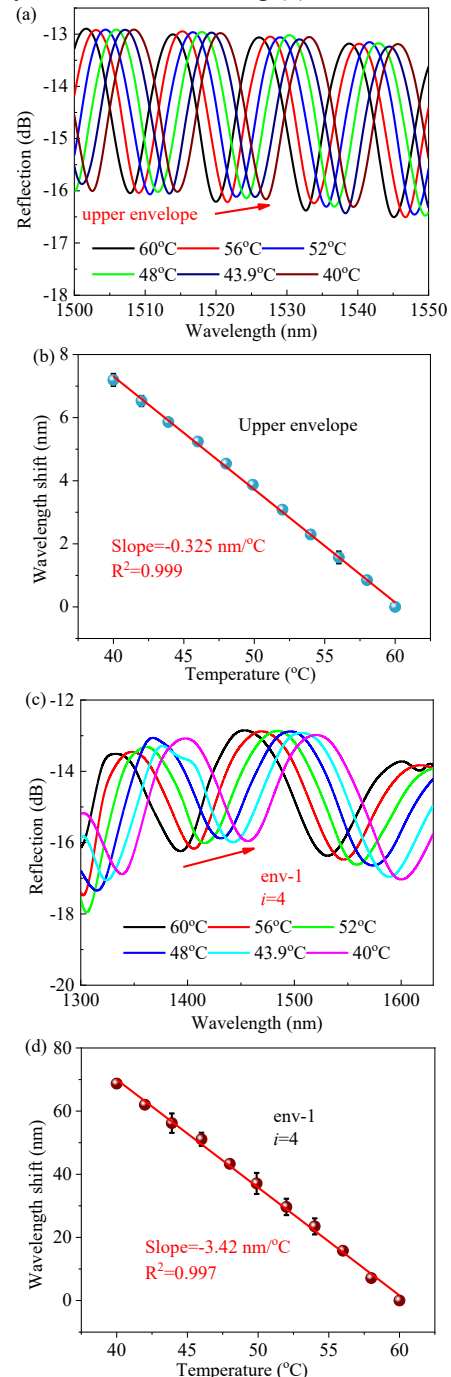 (a)
-13
-14
-15
-16
-17
-18
Reflection (dB)
upper envelope
60°C 56°C 52°C
48°C 43.9°C 40°C
1500 1510 1520 1530 1540 1550
Wavelength (nm)
(b)
8
6
4
2
0
Wavelength shift (nm)
Upper envelope
Slope=-0.325 nm/°C
R²=0.999
40 45 50 55 60
Temperature (°C)
(c)
-12
-14
-16
-18
-20
Reflection (dB)
env-1
i=4
60°C 56°C 52°C
48°C 43.9°C 40°C
1300 1400 1500 1600
Wavelength (nm)
(d)
80
60
40
20
0
Wavelength shift (nm)
env-1
i=4
Slope=-3.42 nm/°C
R²=0.997
40 45 50 55 60
Temperature (°C)